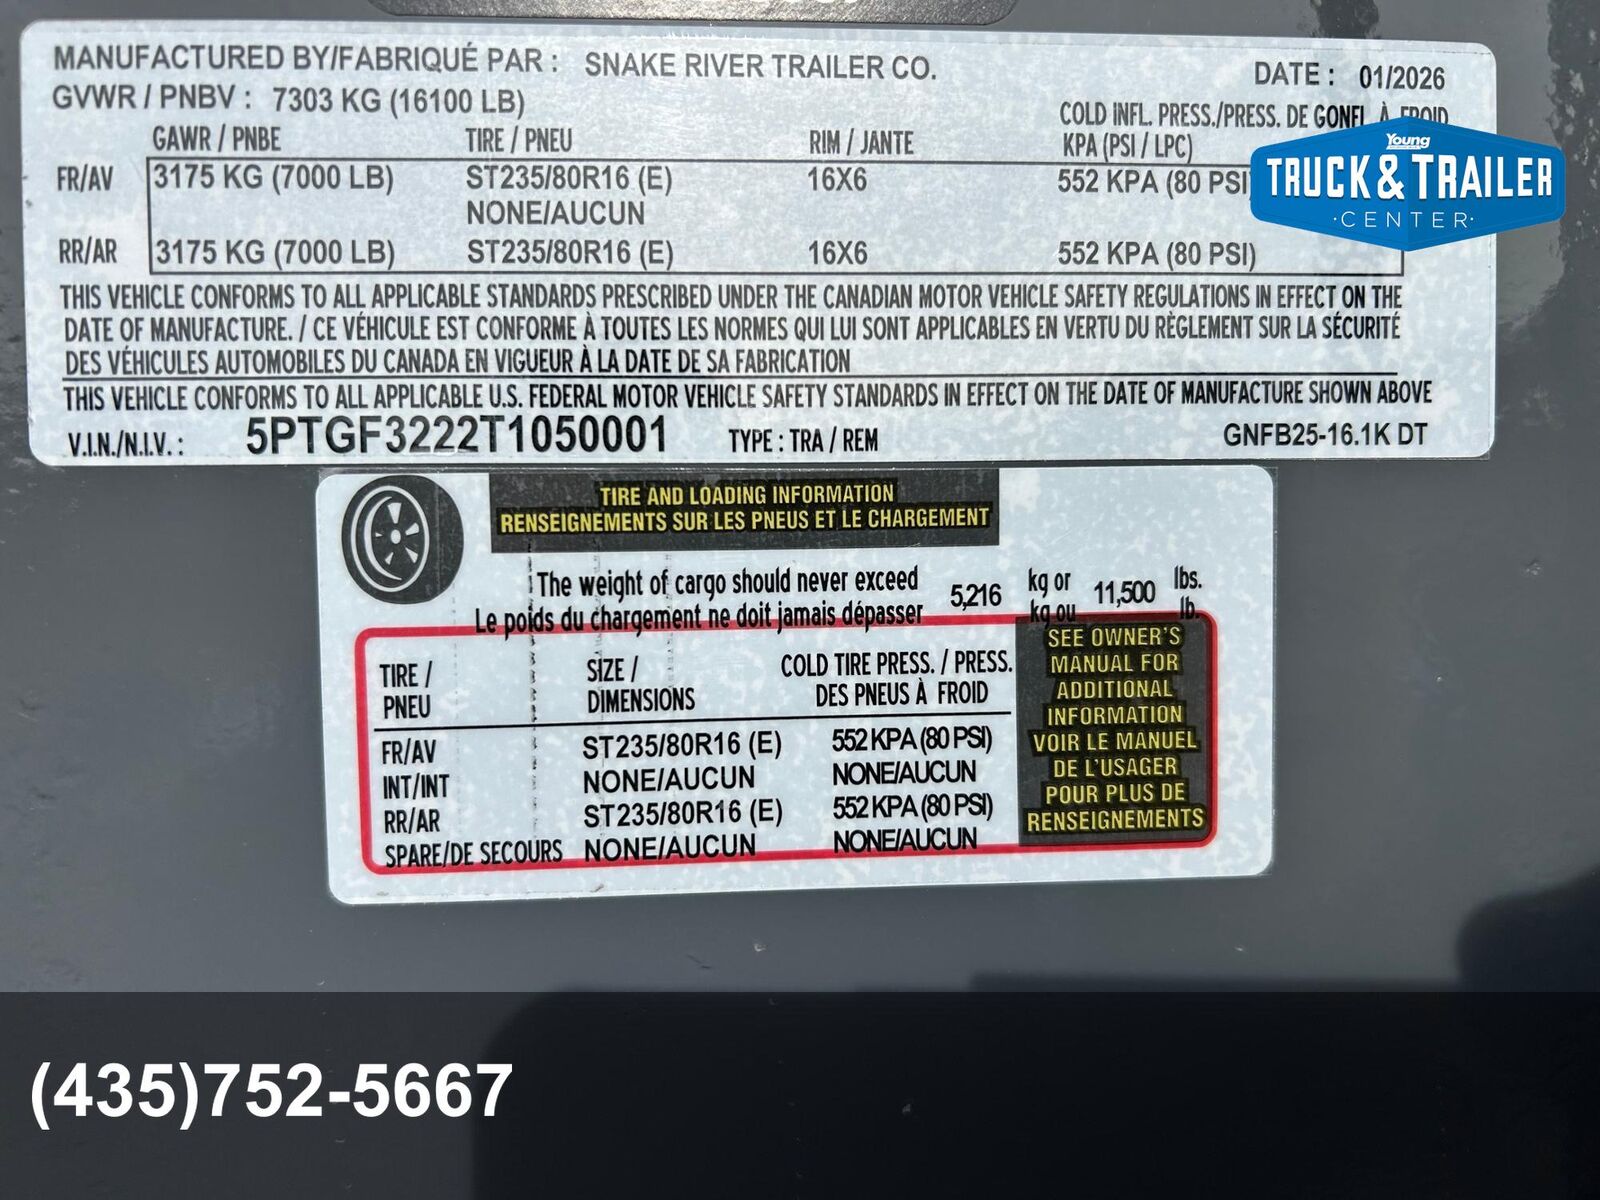 MANUFACTURED BY/FABRIQUÉ PAR : SNAKE RIVER TRAILER CO.
DATE : 01/2026
GVWR / PNBV : 7303 KG (16100 LB)
COLD INFL. PRESS./PRESS. DE GONFL. À FROID
GAWR / PNBE TIRE / PNEU RIM / JANTE KPA (PSI / LPC)
FR/AV 3175 KG (7000 LB) ST235/80R16 (E) 16X6 552 KPA (80 PSI)
NONE/AUCUN
RR/AR 3175 KG (7000 LB) ST235/80R16 (E) 16X6 552 KPA (80 PSI)
Young
TRUCK & TRAILER
·CENTER·
THIS VEHICLE CONFORMS TO ALL APPLICABLE STANDARDS PRESCRIBED UNDER THE CANADIAN MOTOR VEHICLE SAFETY REGULATIONS IN EFFECT ON THE
DATE OF MANUFACTURE. / CE VÉHICULE EST CONFORME À TOUTES LES NORMES QUI LUI SONT APPLICABLES EN VERTU DU RÈGLEMENT SUR LA SÉCURITÉ
DES VÉHICULES AUTOMOBILES DU CANADA EN VIGUEUR À LA DATE DE SA FABRICATION
THIS VEHICLE CONFORMS TO ALL APPLICABLE U.S. FEDERAL MOTOR VEHICLE SAFETY STANDARDS IN EFFECT ON THE DATE OF MANUFACTURE SHOWN ABOVE
V.I.N./N.I.V. : 5PTGF3222T1050001 TYPE : TRA / REM GNFB25-16.1K DT
TIRE AND LOADING INFORMATION
RENSEIGNEMENTS SUR LES PNEUS ET LE CHARGEMENT
The weight of cargo should never exceed 5,216 kg or 11,500 lbs.
Le poids du chargement ne doit jamais dépasser kg ou lb.
TIRE / SIZE / COLD TIRE PRESS. / PRESS.
PNEU DIMENSIONS DES PNEUS À FROID
FR/AV ST235/80R16 (E) 552 KPA (80 PSI)
INT/INT NONE/AUCUN NONE/AUCUN
RR/AR ST235/80R16 (E) 552 KPA (80 PSI)
SPARE/DE SECOURS NONE/AUCUN NONE/AUCUN
SEE OWNER'S
MANUAL FOR
ADDITIONAL
INFORMATION
VOIR LE MANUEL
DE L'USAGER
POUR PLUS DE
RENSEIGNEMENTS
(435)752-5667